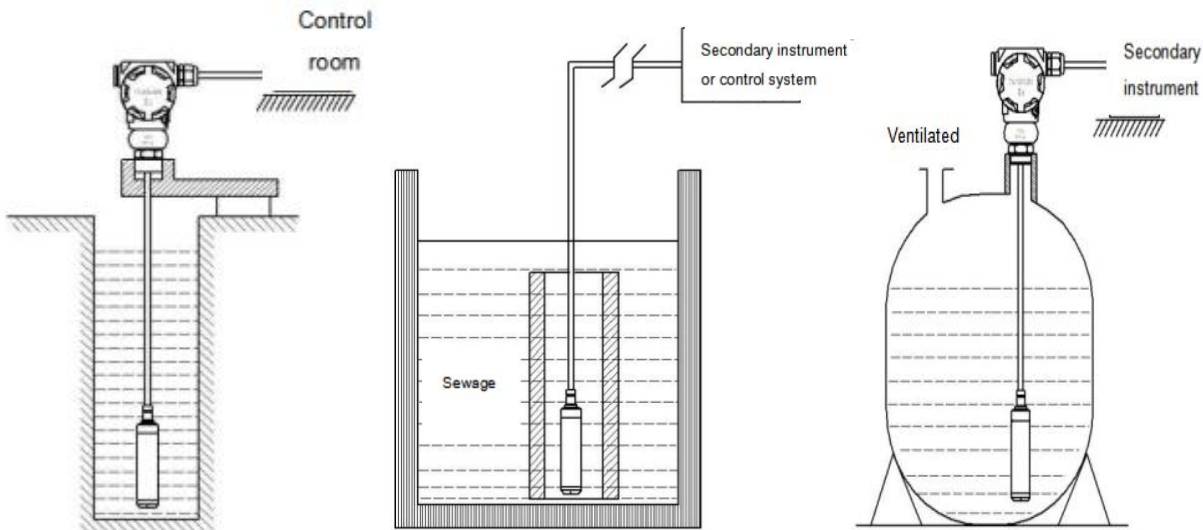 Control
room
Secondary instrument
or control system
Sewage
Ventilated
Secondary
instrument